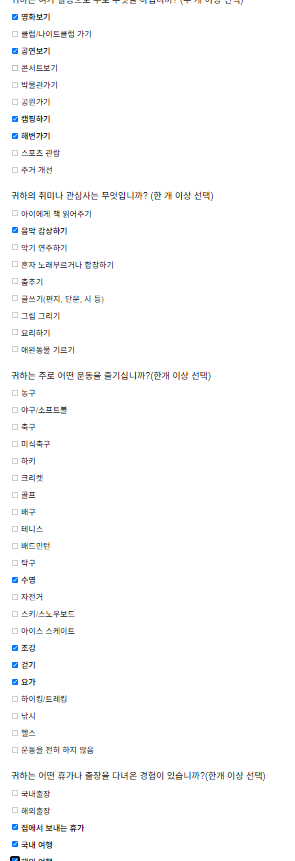 귀하는 여가 활동으로 주로 무엇을 하십니까? (두 개 이상 선택)
영화보기
클럽/나이트클럽 가기
공연보기
콘서트보기
박물관가기
공원가기
캠핑하기
해변가기
스포츠 관람
주거 개선
귀하의 취미나 관심사는 무엇입니까? (한 개 이상 선택)
아이에게 책 읽어주기
음악 감상하기
악기 연주하기
혼자 노래부르거나 합창하기
춤추기
글쓰기(편지, 단문, 시 등)
그림 그리기
요리하기
애완동물 기르기
귀하는 주로 어떤 운동을 즐기십니까?(한개 이상 선택)
농구
야구/소프트볼
축구
미식축구
하키
크리켓
골프
배구
테니스
배드민턴
탁구
수영
자전거
스키/스노우보드
아이스 스케이트
조깅
걷기
요가
하이킹/트레킹
낚시
헬스
운동을 전혀 하지 않음
귀하는 어떤 휴가나 출장을 다녀온 경험이 있습니까?(한개 이상 선택)
국내출장
해외출장
집에서 보내는 휴가
국내 여행
해외 여행